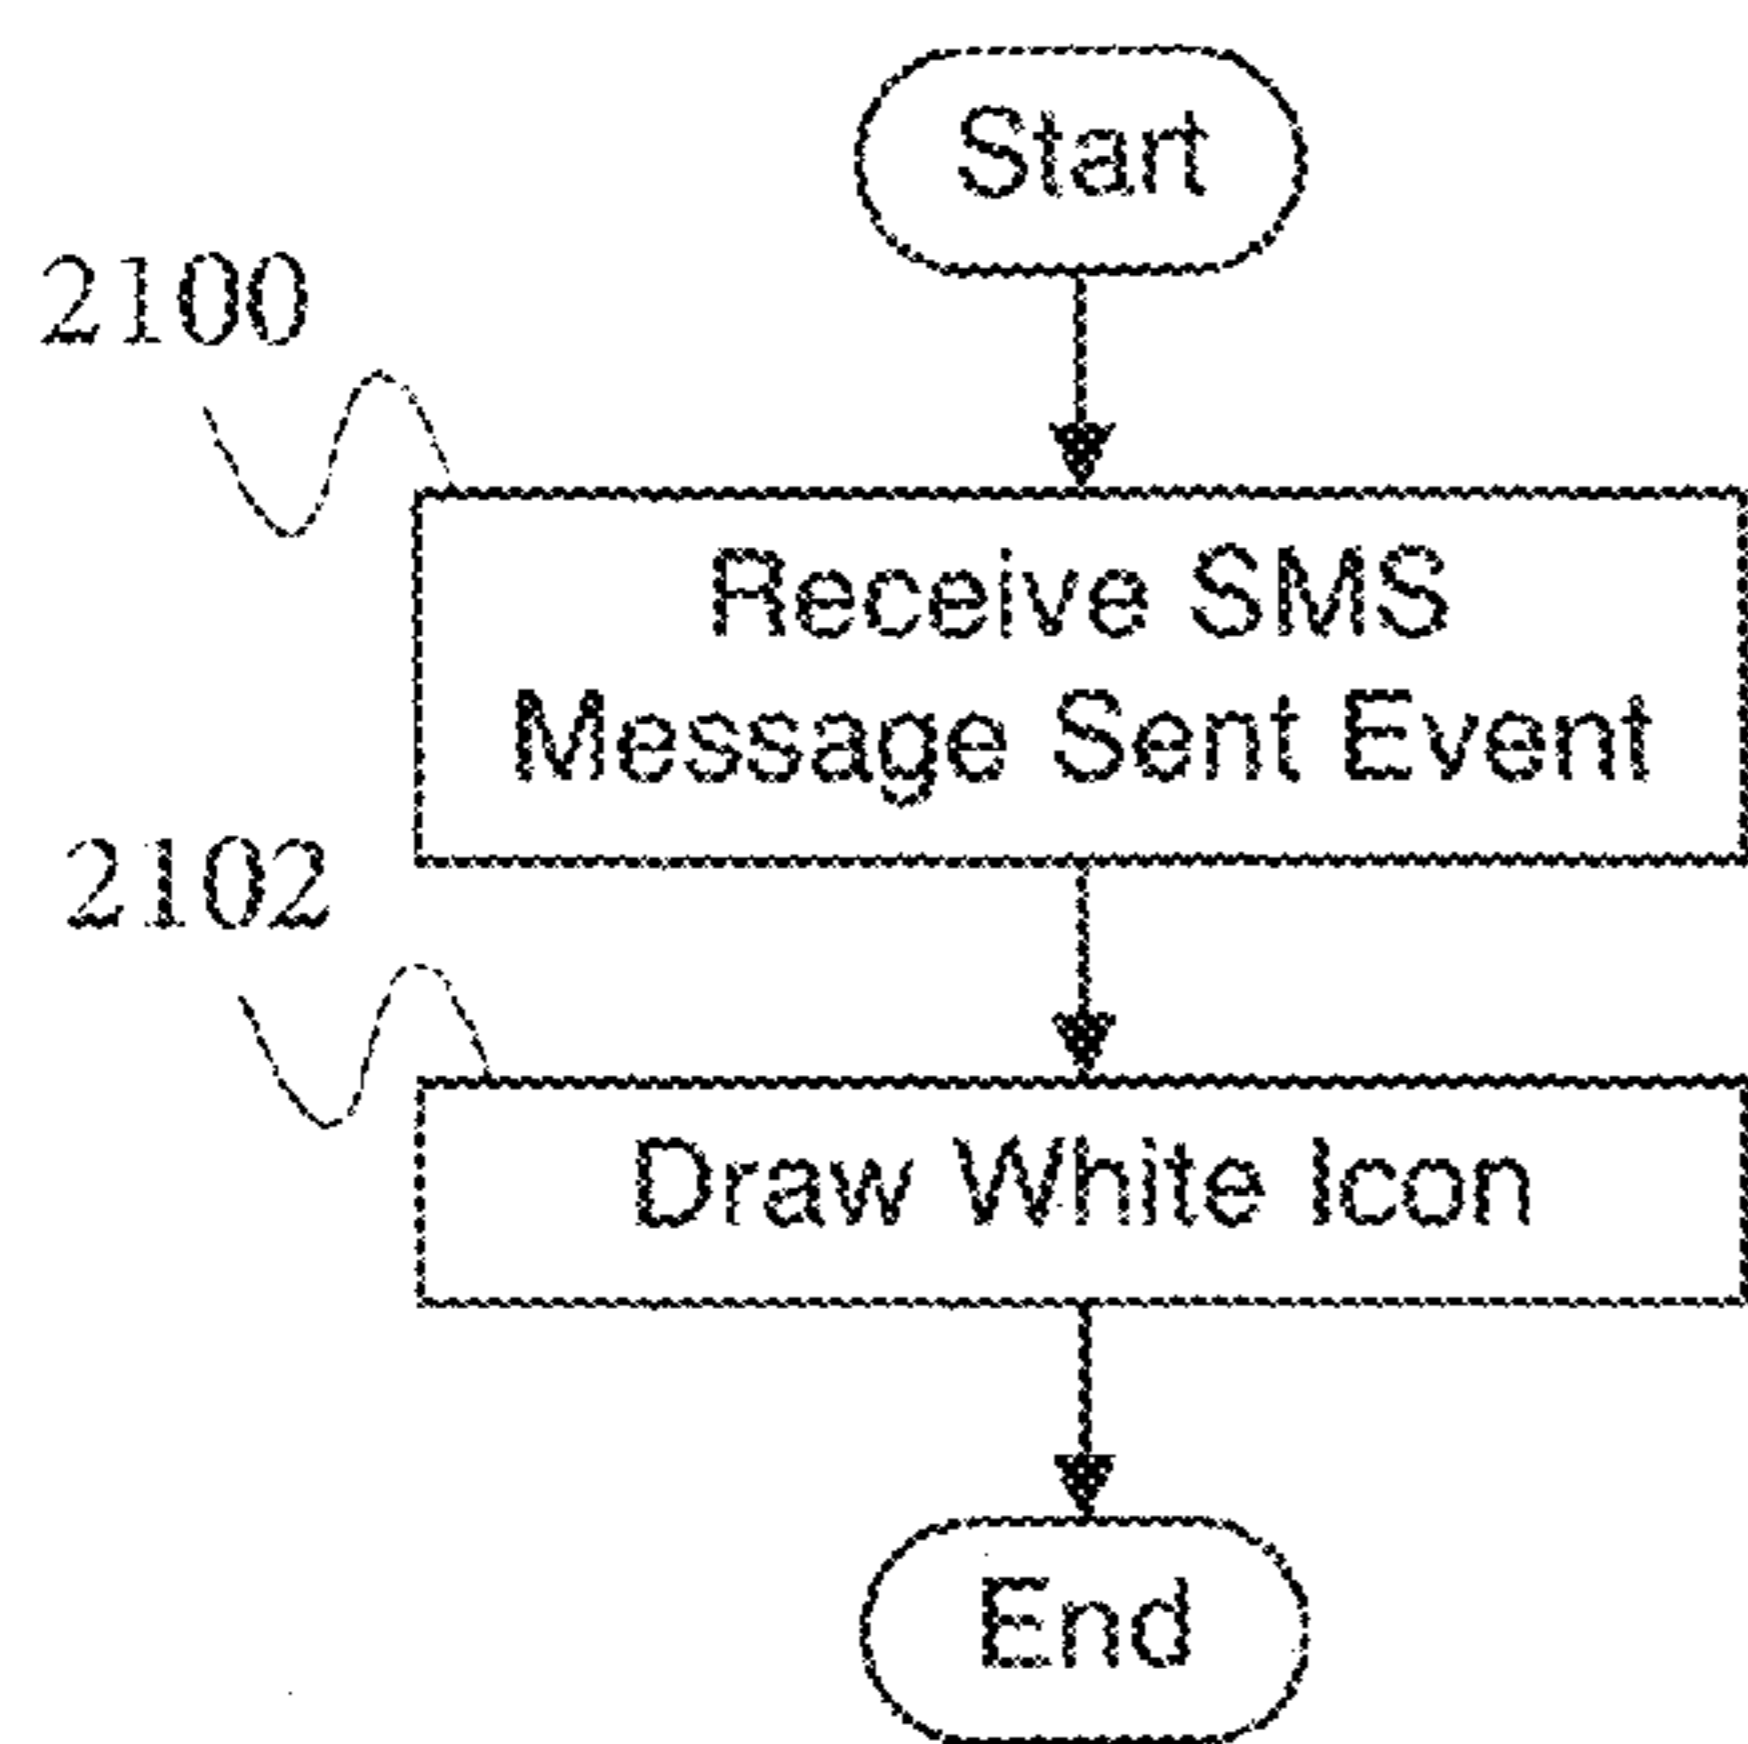 Start
2100
Receive SMS
Message Sent Event
2102
Draw White Icon
End